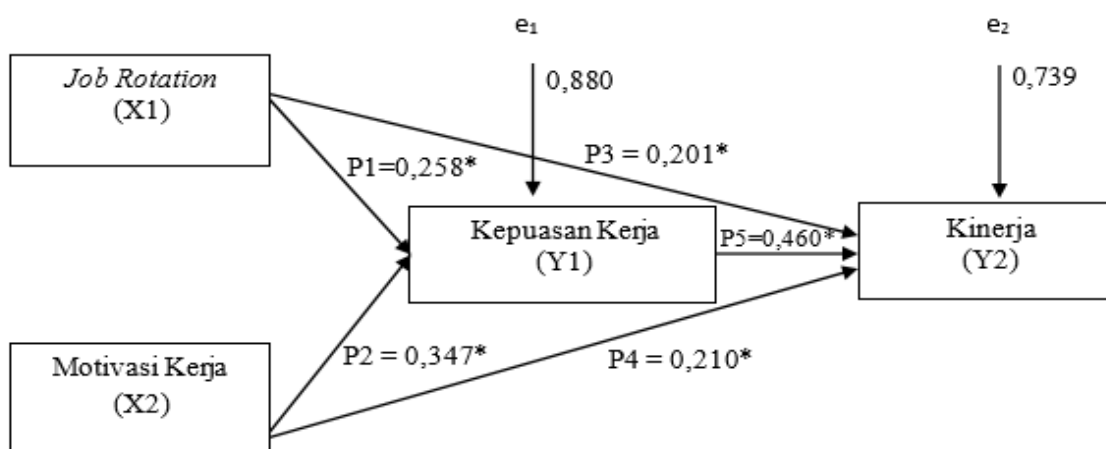 e₁
e₂
Job Rotation
(X1)
0,880
0,739
P1=0,258*
P3 = 0,201*
Kepuasan Kerja
(Y1)
P5=0,460*
Kinerja
(Y2)
Motivasi Kerja
(X2)
P2 = 0,347*
P4 = 0,210*